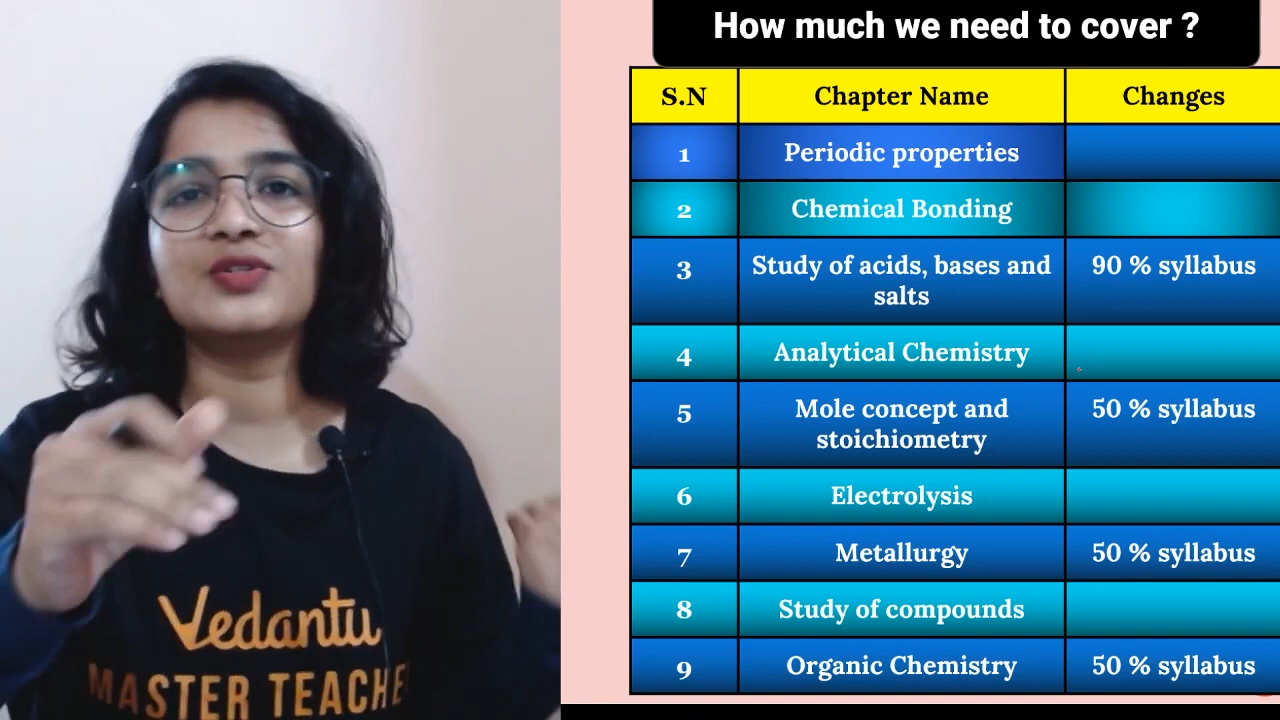 How much we need to cover ?
S.N Chapter Name Changes
1 Periodic properties
2 Chemical Bonding
3 Study of acids, bases and 90 % syllabus
salts
4 Analytical Chemistry
5 Mole concept and 50 % syllabus
stoichiometry
6 Electrolysis
7 Metallurgy 50 % syllabus
8 Study of compounds
9 Organic Chemistry 50 % syllabus
Vedantu
MASTER TEACHE